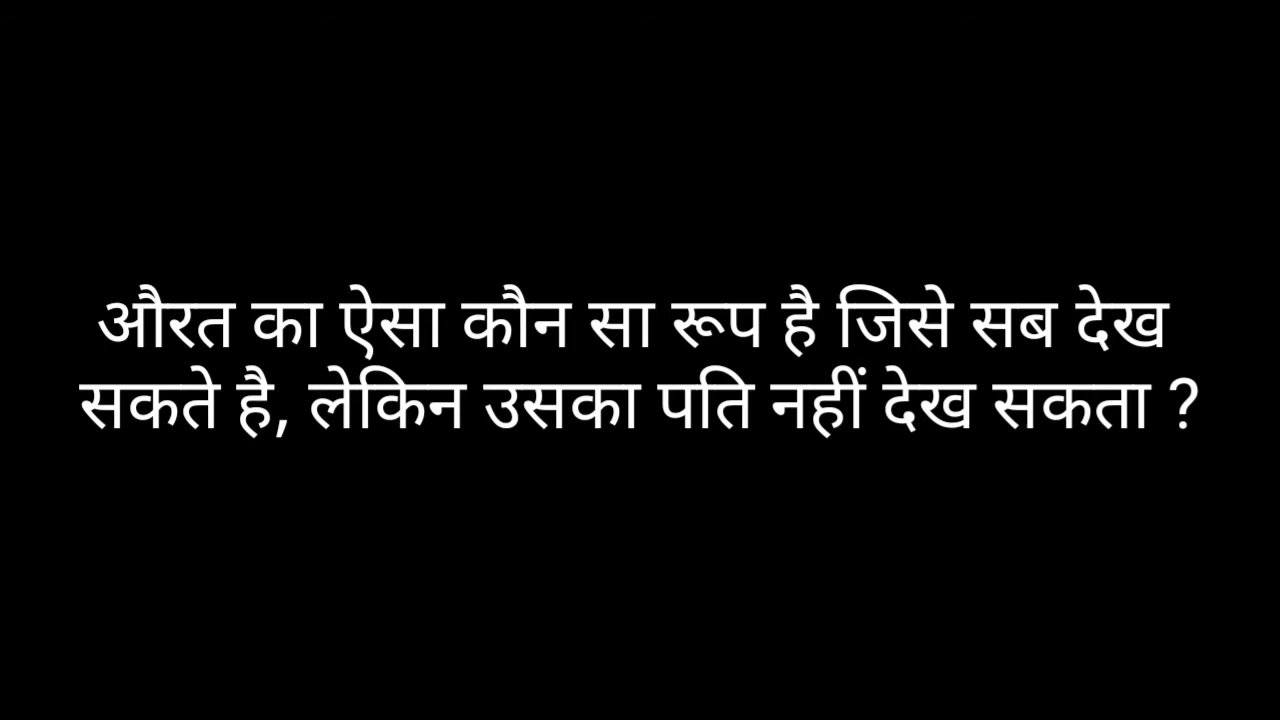 औरत का ऐसा कौन सा रूप है जिसे सब देख
सकते है, लेकिन उसका पति नहीं देख सकता ?